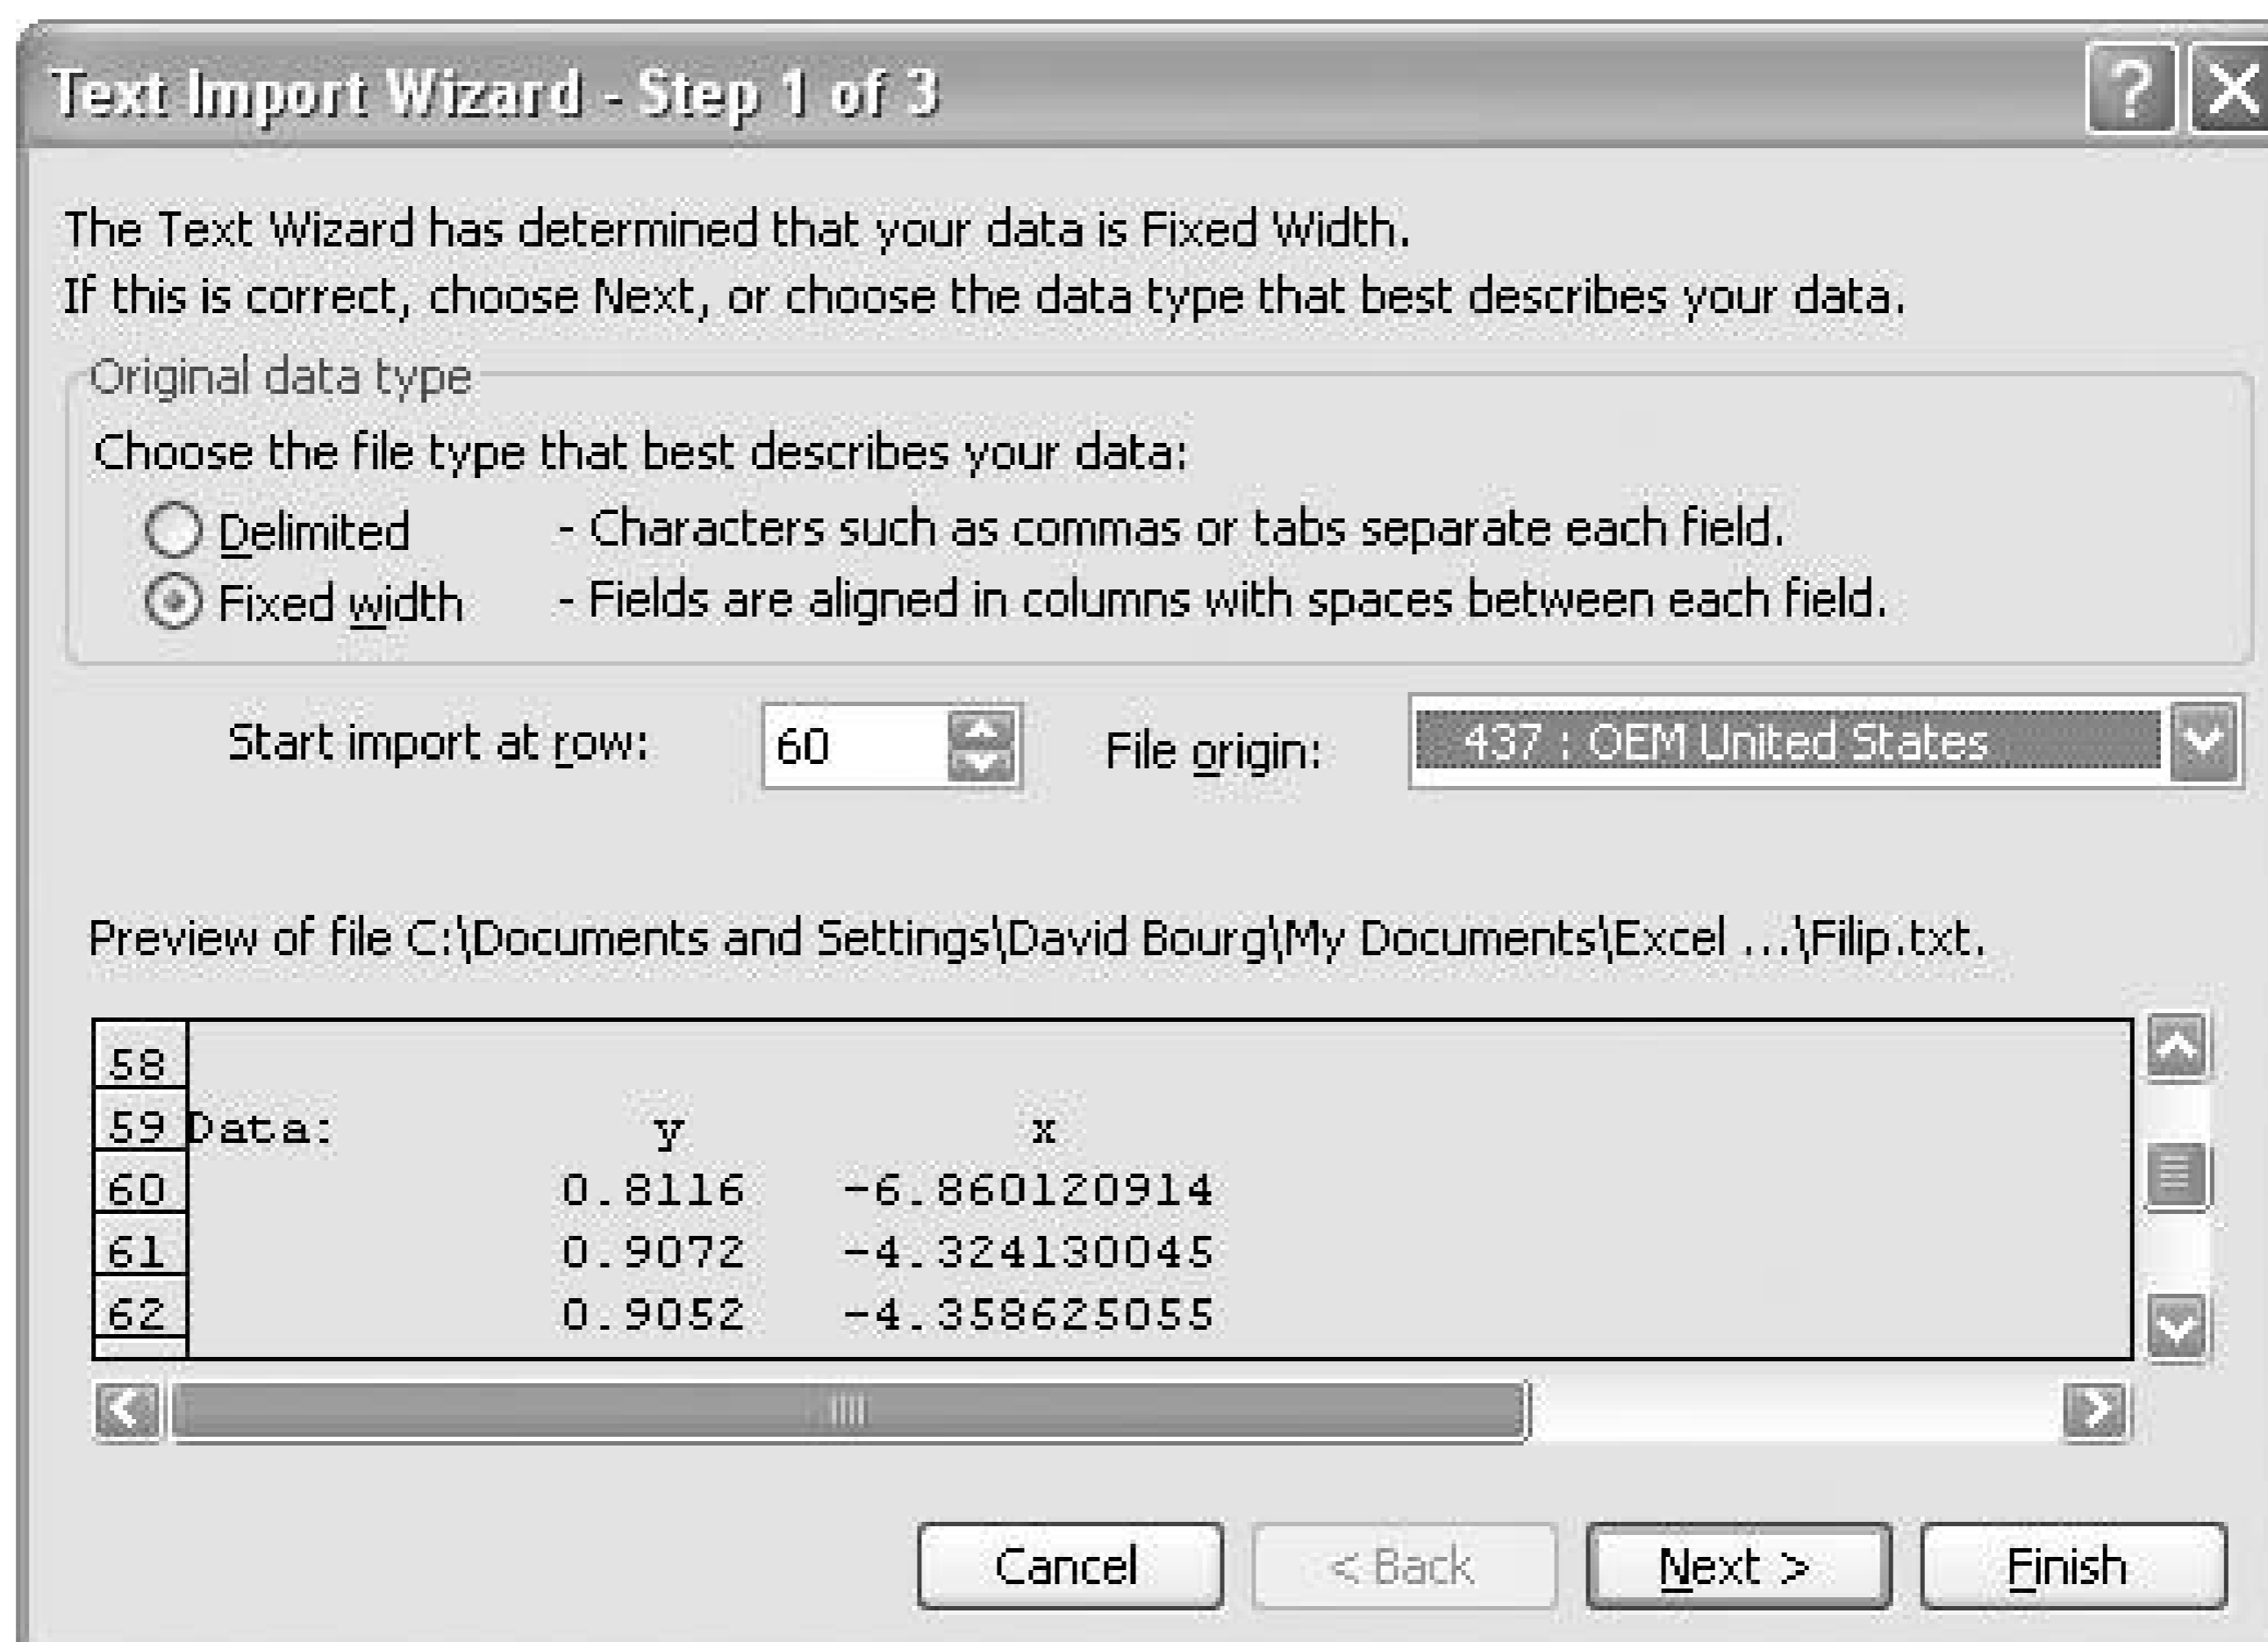 Text Import Wizard - Step 1 of 3
The Text Wizard has determined that your data is Fixed Width.
If this is correct, choose Next, or choose the data type that best describes your data.
Original data type
Choose the file type that best describes your data:
Delimited - Characters such as commas or tabs separate each field.
Fixed width - Fields are aligned in columns with spaces between each field.
Start import at row: 60 File origin: 437 : OEM United States
Preview of file C:\Documents and Settings\David Bourg\My Documents\Excel ...\Filip.txt.
58
59 Data: y x
60 0.8116 -6.860120914
61 0.9072 -4.324130045
62 0.9052 -4.358625055
Cancel < Back Next > Finish